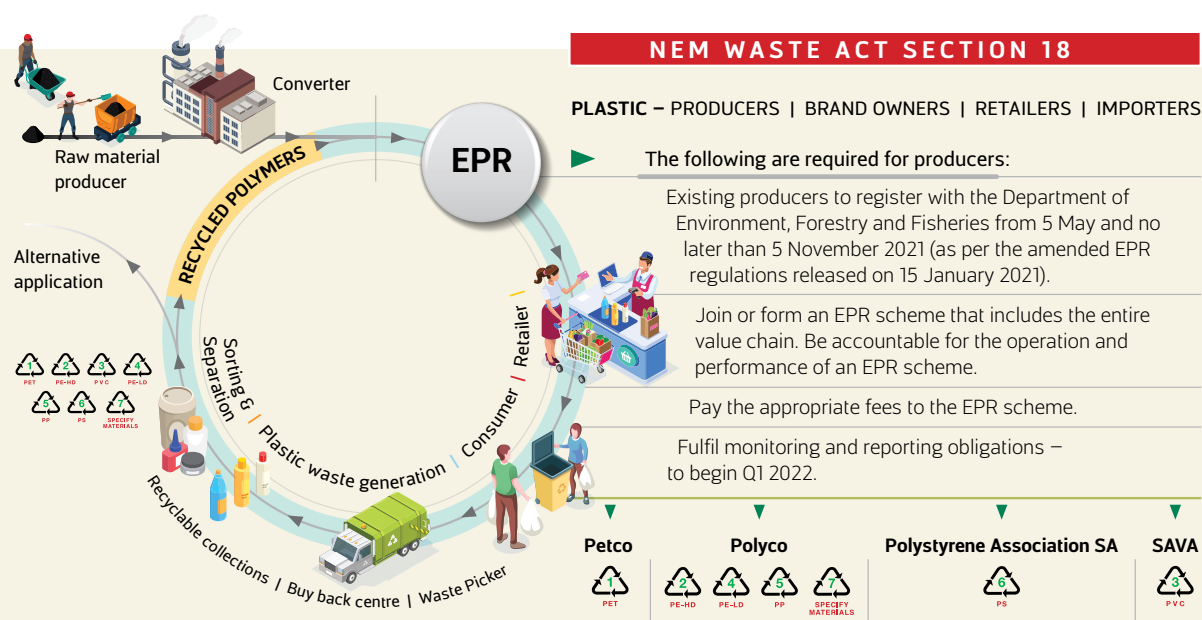 NEM WASTE ACT SECTION 18
PLASTIC – PRODUCERS | BRAND OWNERS | RETAILERS | IMPORTERS
The following are required for producers:
Existing producers to register with the Department of
Environment, Forestry and Fisheries from 5 May and no
later than 5 November 2021 (as per the amended EPR
regulations released on 15 January 2021).
Join or form an EPR scheme that includes the entire
value chain. Be accountable for the operation and
performance of an EPR scheme.
Pay the appropriate fees to the EPR scheme.
Fulfil monitoring and reporting obligations –
to begin Q1 2022.
Converter
Raw material
producer
EPR
RECYCLED POLYMERS
Alternative
application
Retailer
Consumer |
Plastic waste generation |
Sorting &
Separation
Recyclable collections | Buy back centre | Waste Picker
1 2 3 4
PET PE-HD PVC PE-LD
5 6 7
PP PS SPECIFY
MATERIALS
Petco
1
PET
Polyco
2 4 5 7
PE-HD PE-LD PP SPECIFY
MATERIALS
Polystyrene Association SA
6
PS
SAVA
3
PVC